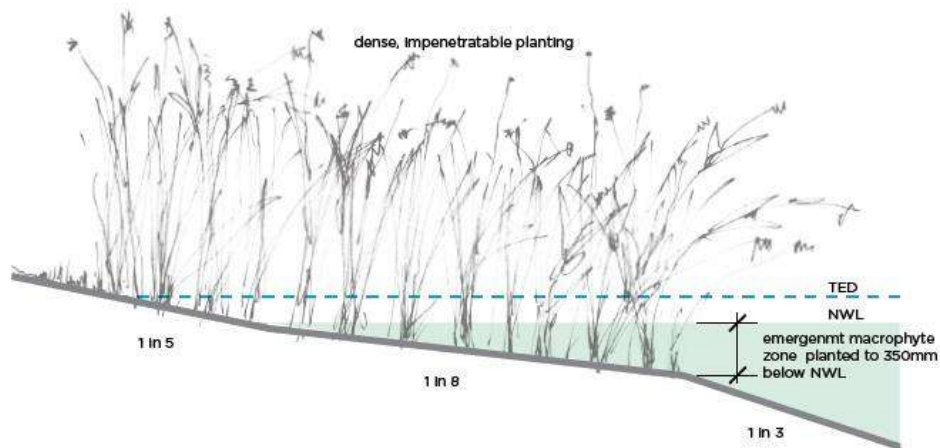 dense, impenetratable planting
TED
NWL
emergenmt macrophyte
zone planted to 350mm
below NWL
1 in 5
1 in 8
1 in 3